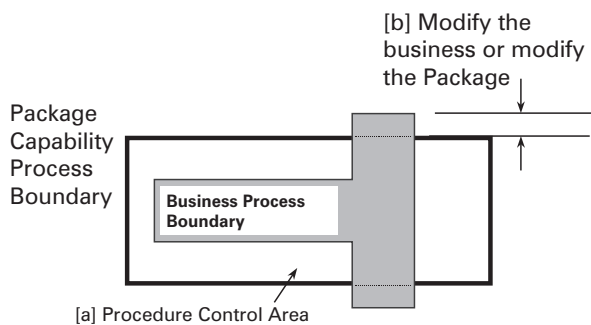 [b] Modify the
business or modify
the Package
Package
Capability
Process
Boundary
Business Process
Boundary
[a] Procedure Control Area